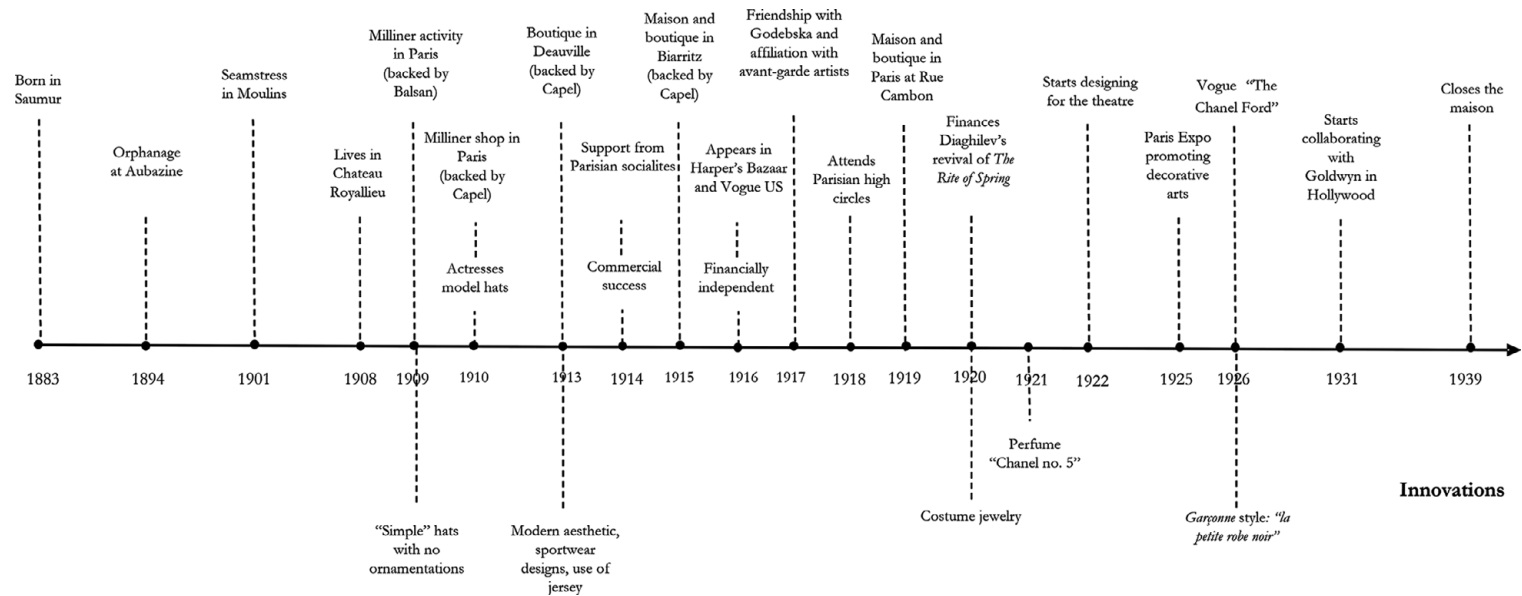 Born in
Saumur
Orphanage
at Aubazine
Seamstress
in Moulins
Lives in
Chateau
Royallieu
Milliner activity
in Paris
(backed by
Balsan)
Milliner shop in
Paris
(backed by
Capel)
Actresses
model hats
Boutique in
Deauville
(backed by
Capel)
Support from
Parisian socialites
Commercial
success
Maison and
boutique in
Biarritz
(backed by
Capel)
Appears in
Harper's Bazaar
and Vogue US
Financially
independent
Friendship with
Godebska and
affiliation with
avant-garde artists
Attends
Parisian high
circles
Maison and
boutique in
Paris at Rue
Cambon
Finances
Diaghilev's
revival of The
Rite of Spring
Starts designing
for the theatre
Paris Expo
promoting
decorative
arts
Vogue “The
Chanel Ford”
Starts
collaborating
with
Goldwyn in
Hollywood
Closes the
maison
1883
1894
1901
1908
1909
1910
1913
1914
1915
1916
1917
1918
1919
1920
1921
1922
1925
1926
1931
1939
“Simple” hats
with no
ornamentations
Modern aesthetic,
sportwear
designs, use of
jersey
Costume jewelry
Perfume
“Chanel no. 5”
Garçonne style: “la
petite robe noir”
Innovations